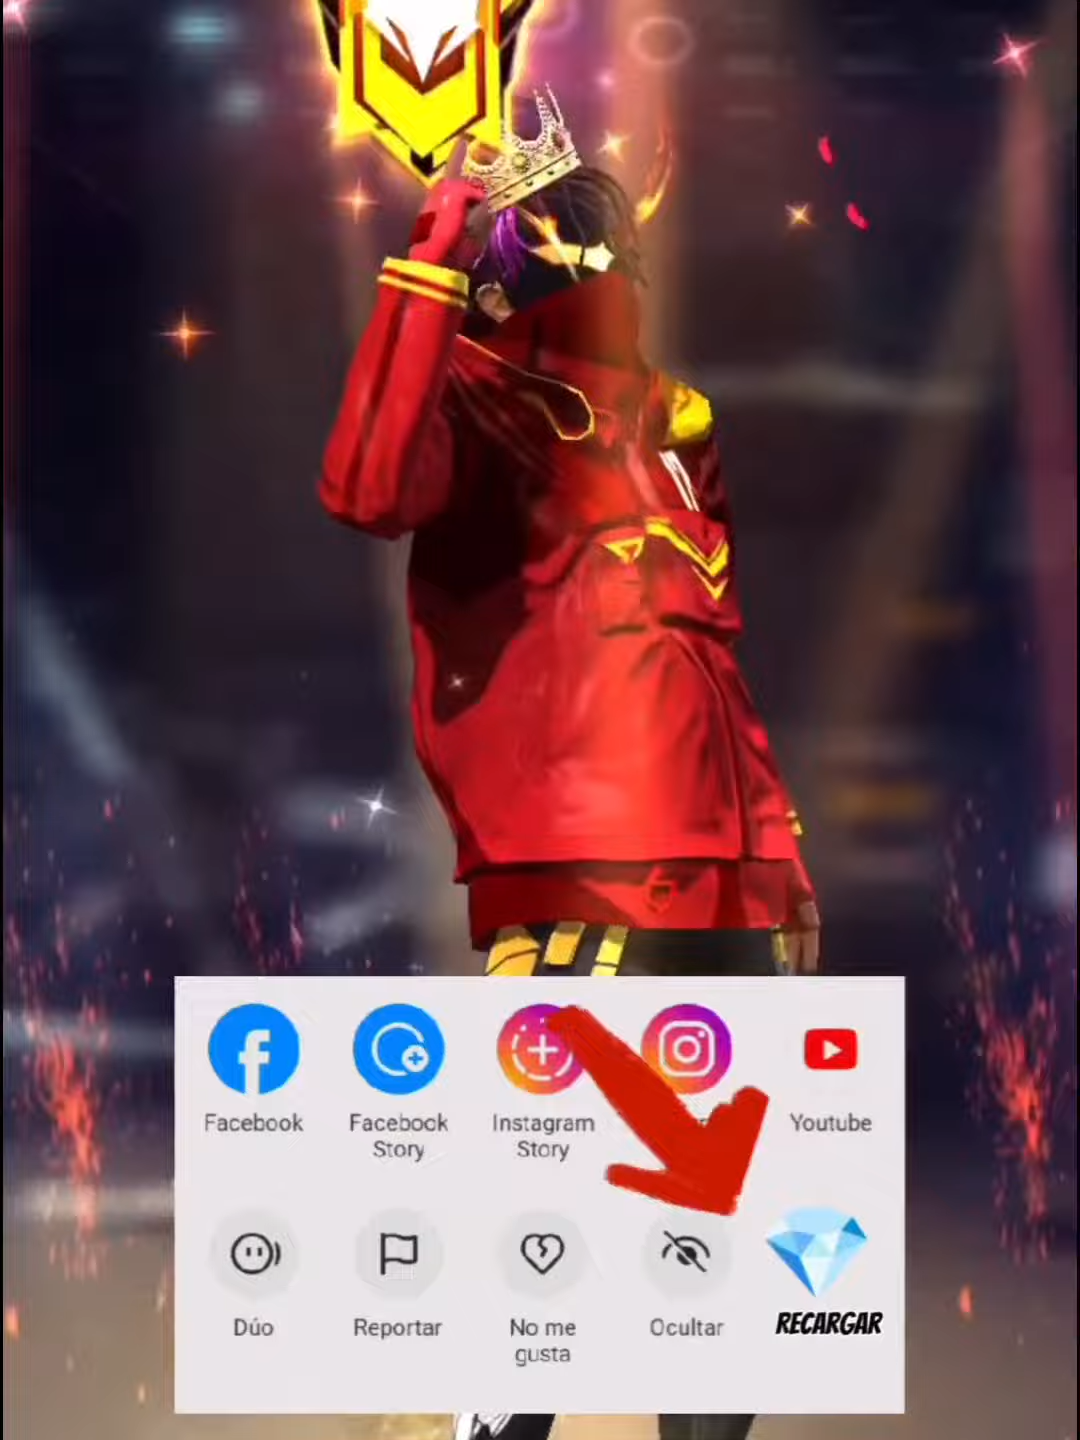 Facebook
Facebook
Story
Instagram
Story
Youtube
Dúo
Reportar
No me
gusta
Ocultar
RECARGAR